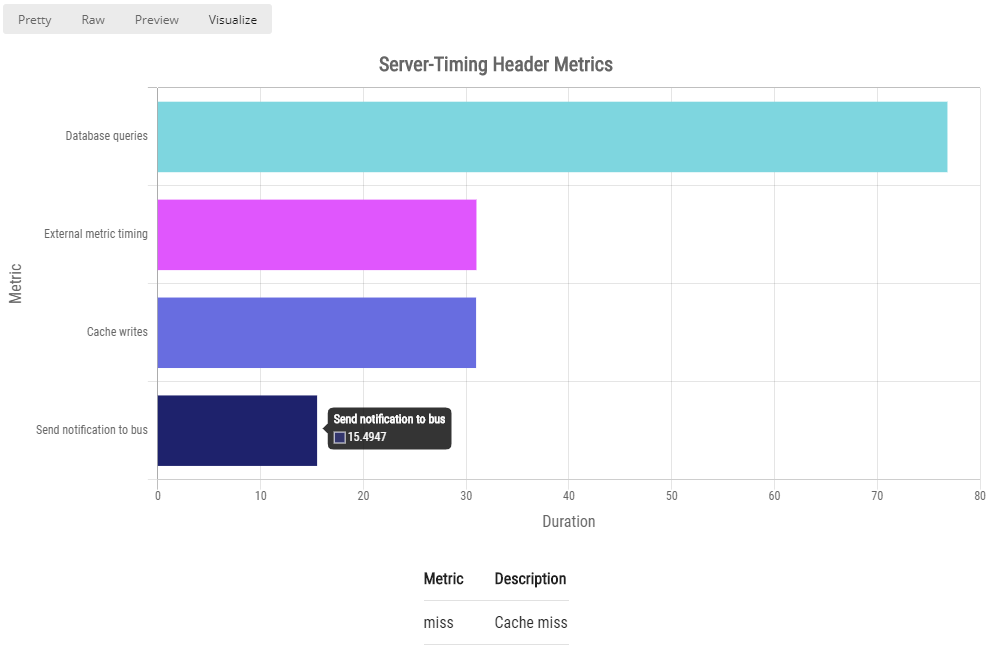 Pretty Raw Preview Visualize
Server-Timing Header Metrics
Metric
Database queries
External metric timing
Cache writes
Send notification to bus
Send notification to bus
15.4947
0 10 20 30 40 50 60 70 80
Duration
Metric Description
miss Cache miss